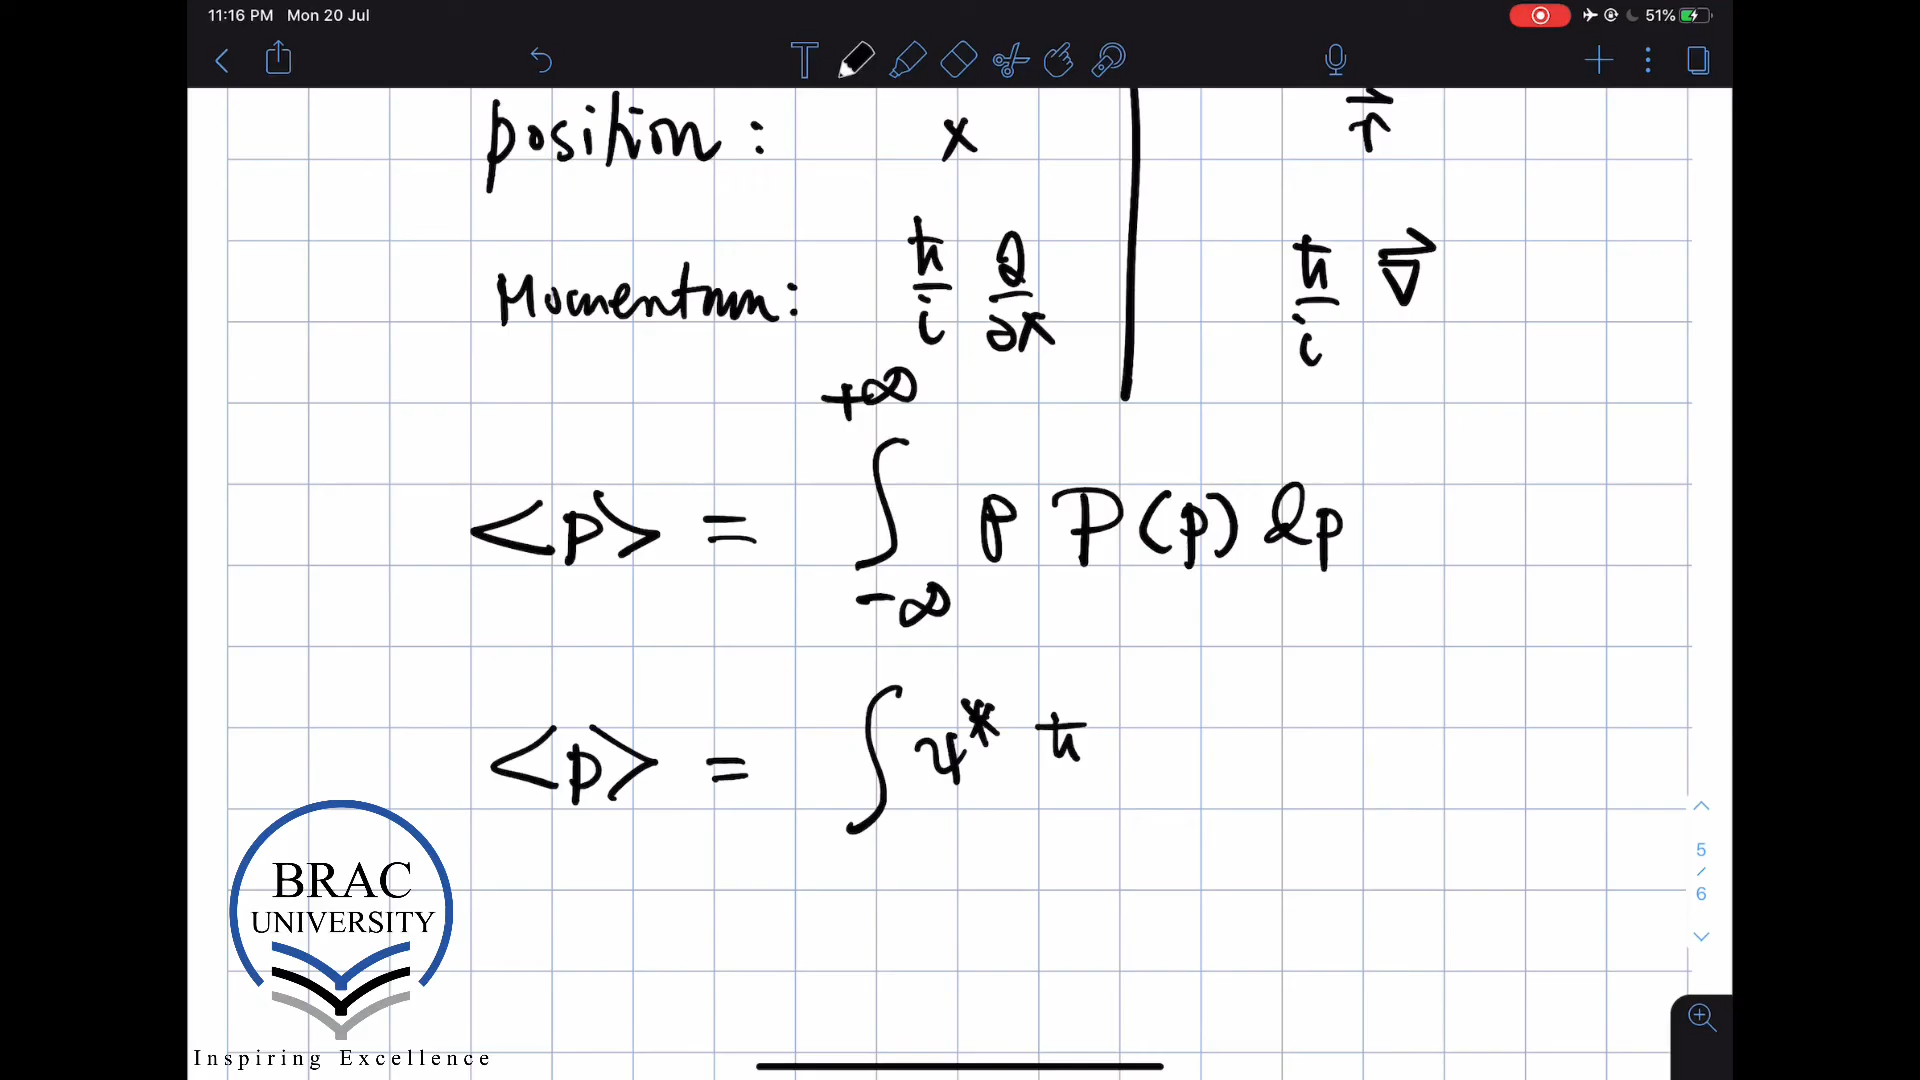 11:16 PM Mon 20 Jul 51%
T
position : x r⃗
Momentum: ħ/i ∂/∂x ħ/i ∇⃗
<p> = ∫_{-∞}^{+∞} p P(p) dp
<p> = ∫ ψ* ħ
5
/
6
BRAC
UNIVERSITY
Inspiring Excellence